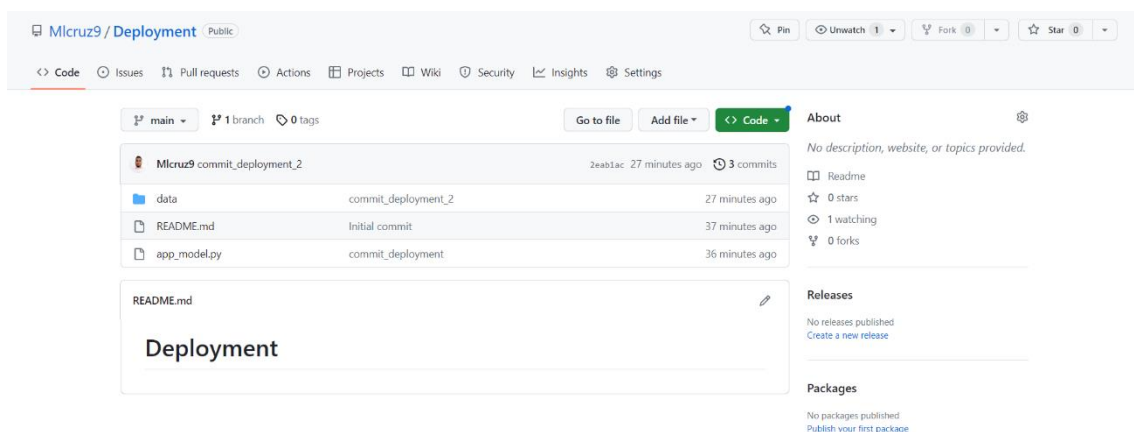 Mlcruz9 / Deployment Public
Pin Unwatch 1 Fork 0 Star 0
<> Code Issues Pull requests Actions Projects Wiki Security Insights Settings
main 1 branch 0 tags Go to file Add file <> Code
Mlcruz9 commit_deployment_2 2eab1ac 27 minutes ago 3 commits
data commit_deployment_2 27 minutes ago
README.md Initial commit 37 minutes ago
app_model.py commit_deployment 36 minutes ago
README.md
Deployment
About
No description, website, or topics provided.
Readme
0 stars
1 watching
0 forks
Releases
No releases published
Create a new release
Packages
No packages published
Publish your first package